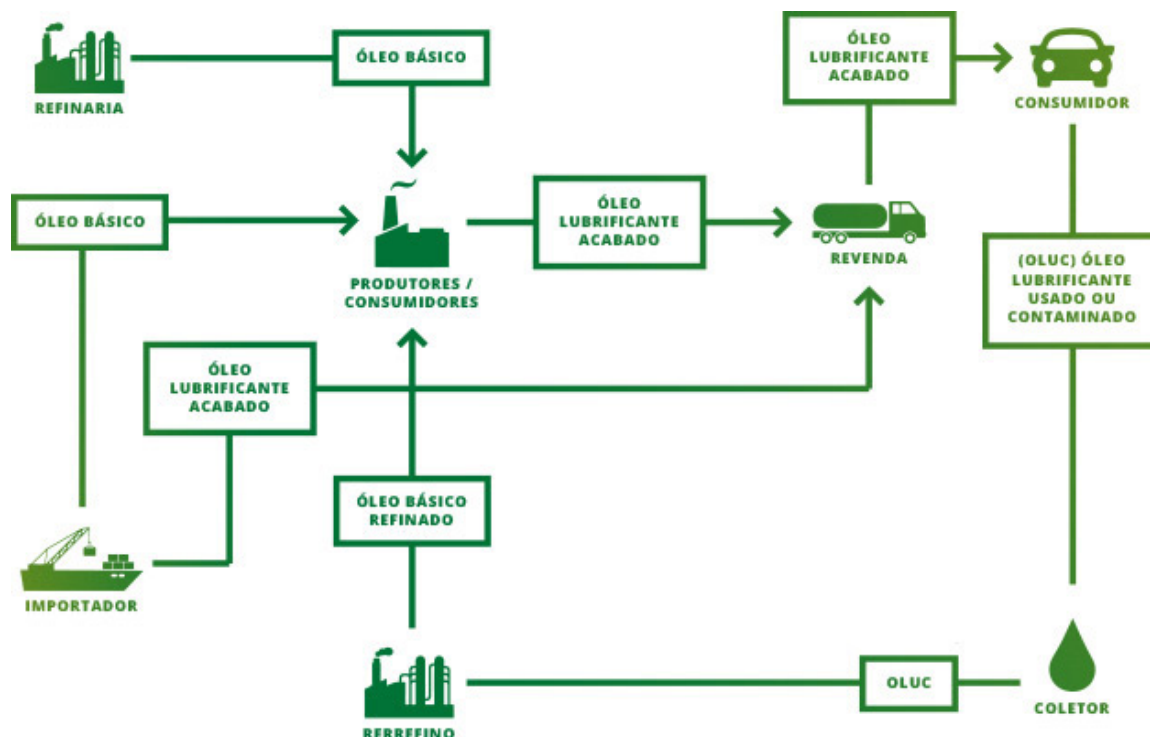 ÓLEO BÁSICO
REFINARIA
ÓLEO
LUBRIFICANTE
ACABADO
CONSUMIDOR
ÓLEO BÁSICO
PRODUTORES /
CONSUMIDORES
ÓLEO
LUBRIFICANTE
ACABADO
REVENDA
(OLUC) ÓLEO
LUBRIFICANTE
USADO OU
CONTAMINADO
ÓLEO
LUBRIFICANTE
ACABADO
ÓLEO BÁSICO
REFINADO
IMPORTADOR
OLUC
COLETOR
RERREFINO